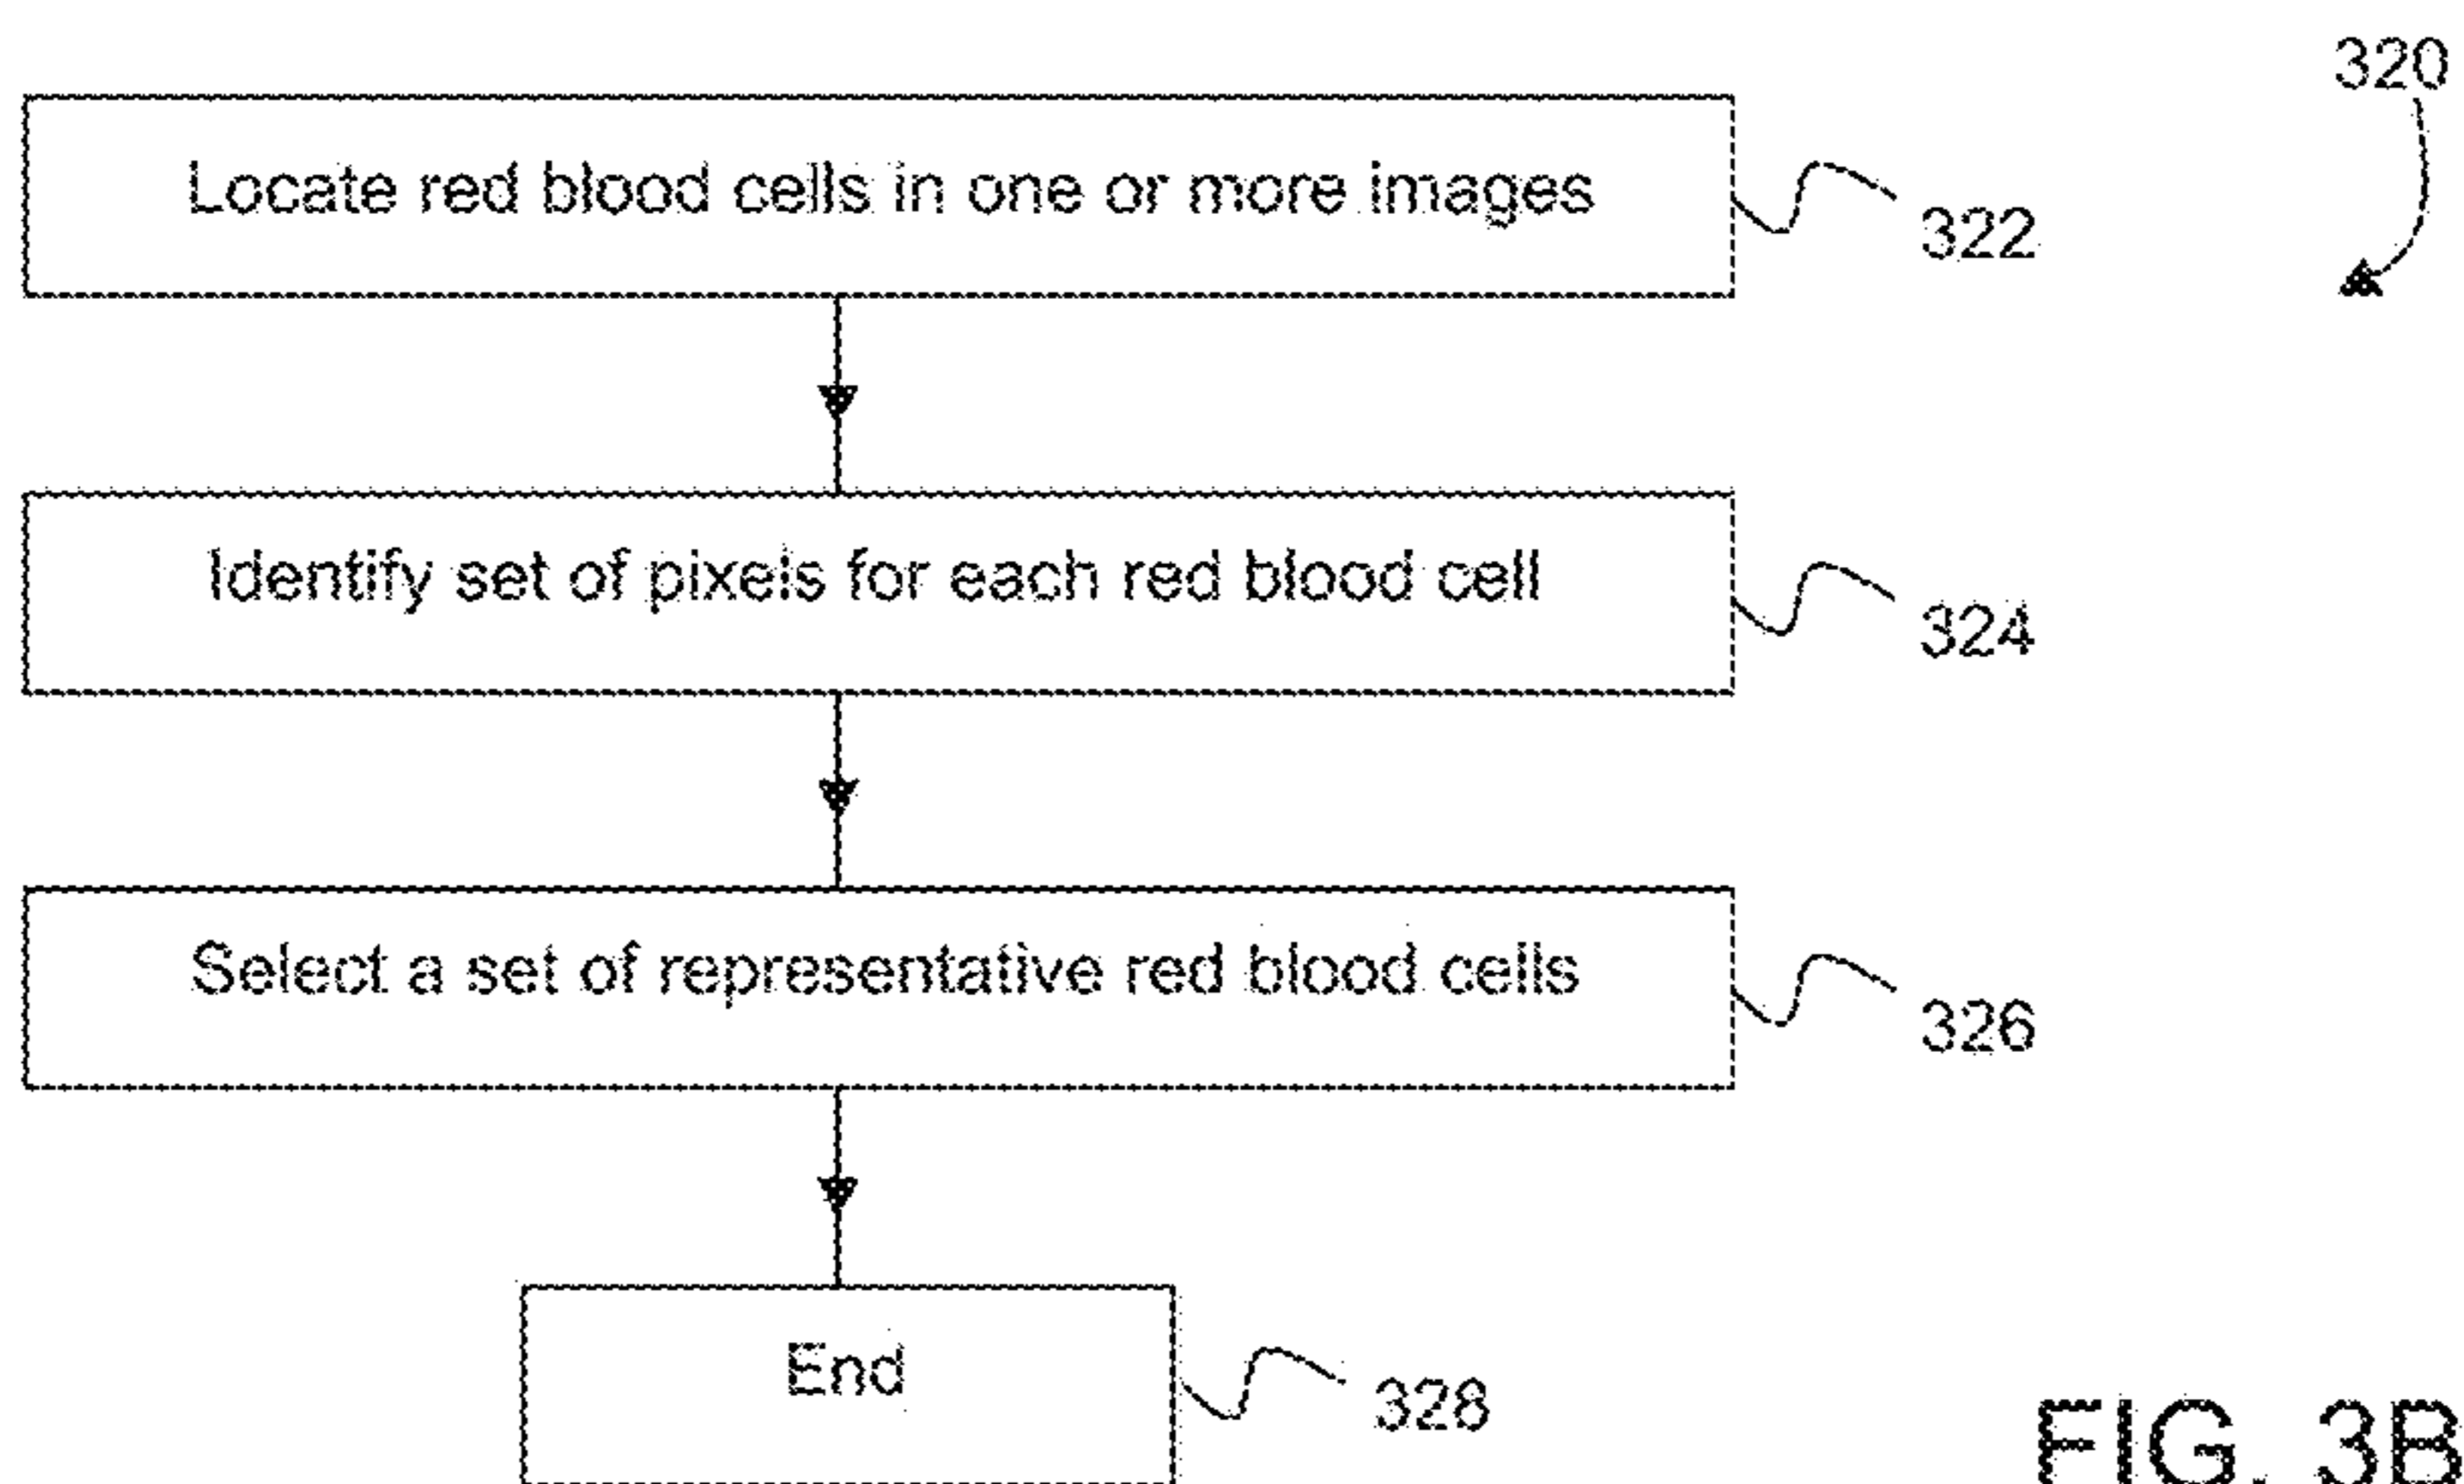 320
Locate red blood cells in one or more images
322
Identify set of pixels for each red blood cell
324
Select a set of representative red blood cells
326
End
328
FIG. 3B